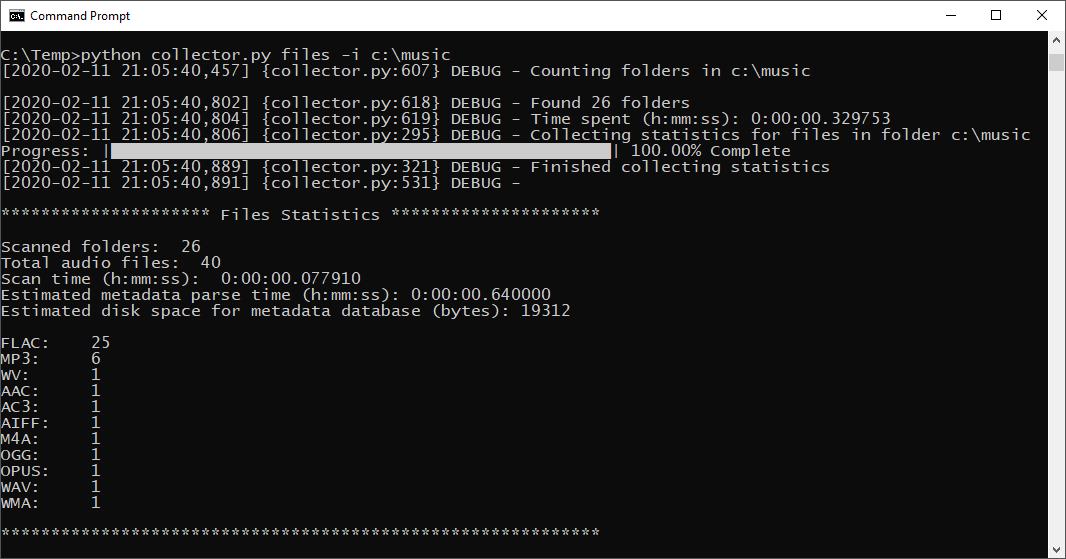 Command Prompt
C:\Temp>python collector.py files -i c:\music
[2020-02-11 21:05:40,457] {collector.py:607} DEBUG - Counting folders in c:\music
[2020-02-11 21:05:40,802] {collector.py:618} DEBUG - Found 26 folders
[2020-02-11 21:05:40,804] {collector.py:619} DEBUG - Time spent (h:mm:ss): 0:00:00.329753
[2020-02-11 21:05:40,806] {collector.py:295} DEBUG - Collecting statistics for files in folder c:\music
Progress: |██████████████████████████████████████████████████| 100.00% Complete
[2020-02-11 21:05:40,889] {collector.py:321} DEBUG - Finished collecting statistics
[2020-02-11 21:05:40,891] {collector.py:531} DEBUG -
********************* Files Statistics *********************
Scanned folders:  26
Total audio files:  40
Scan time (h:mm:ss):  0:00:00.077910
Estimated metadata parse time (h:mm:ss): 0:00:00.640000
Estimated disk space for metadata database (bytes): 19312
FLAC:    25
MP3:     6
WV:      1
AAC:     1
AC3:     1
AIFF:    1
M4A:     1
OGG:     1
OPUS:    1
WAV:     1
WMA:     1
************************************************************